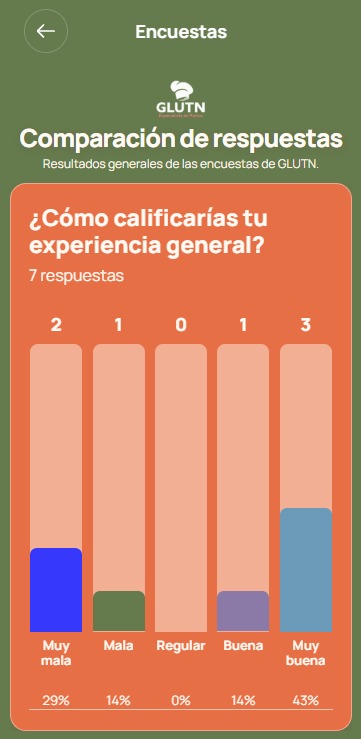 Encuestas
GLUTN
Comparación de respuestas
Resultados generales de las encuestas de GLUTN.
¿Cómo calificarías tu
experiencia general?
7 respuestas
2 1 0 1 3
Muy mala Mala Regular Buena Muy buena
29% 14% 0% 14% 43%